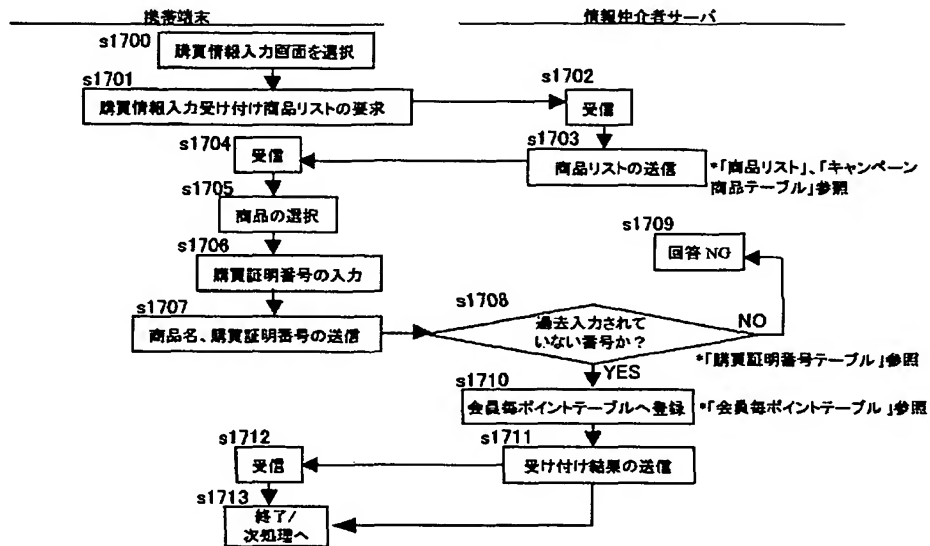 携帯端末
情報仲介者サーバ
s1700
購買情報入力画面を選択
s1701
購買情報入力受け付け商品リストの要求
s1702
受信
s1703
商品リストの送信
*「商品リスト」、「キャンペーン
商品テーブル」参照
s1704
受信
s1705
商品の選択
s1706
購買証明番号の入力
s1707
商品名、購買証明番号の送信
s1708
過去入力されて
いない番号か?
NO
s1709
回答 NG
*「購買証明番号テーブル」参照
YES
s1710
会員毎ポイントテーブルへ登録
*「会員毎ポイントテーブル」参照
s1711
受け付け結果の送信
s1712
受信
s1713
終了/
次処理へ